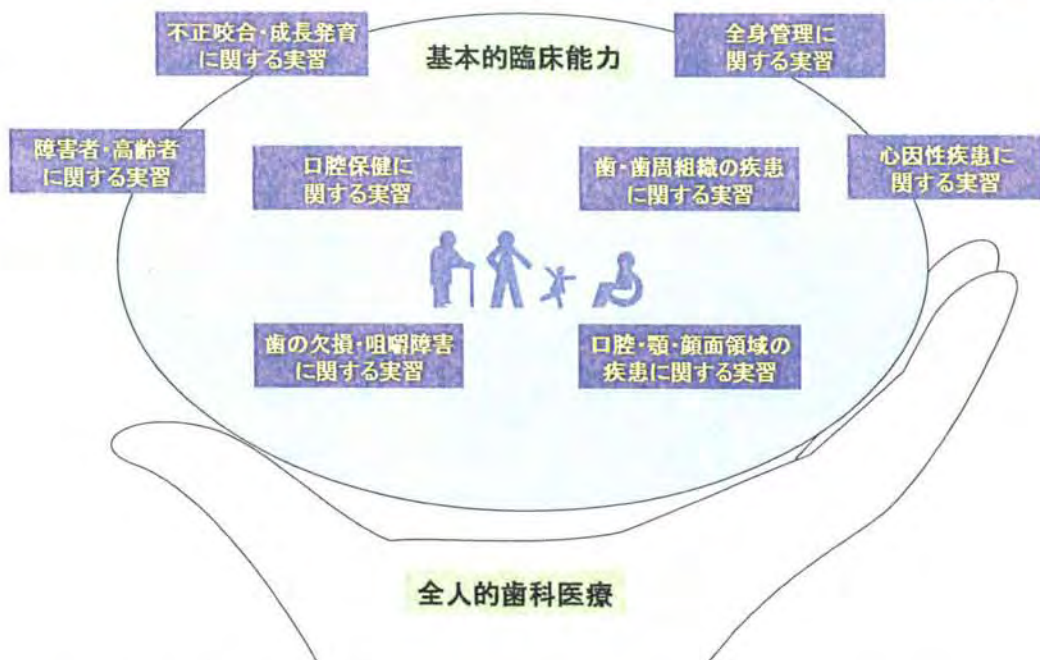 不正咬合・成長発育
に関する実習
基本的臨床能力
全身管理に
関する実習
障害者・高齢者
に関する実習
口腔保健に
関する実習
歯・歯周組織の疾患
に関する実習
心因性疾患に
関する実習
歯の欠損・咀嚼障害
に関する実習
口腔・顎・顔面領域の
疾患に関する実習
全人的歯科医療